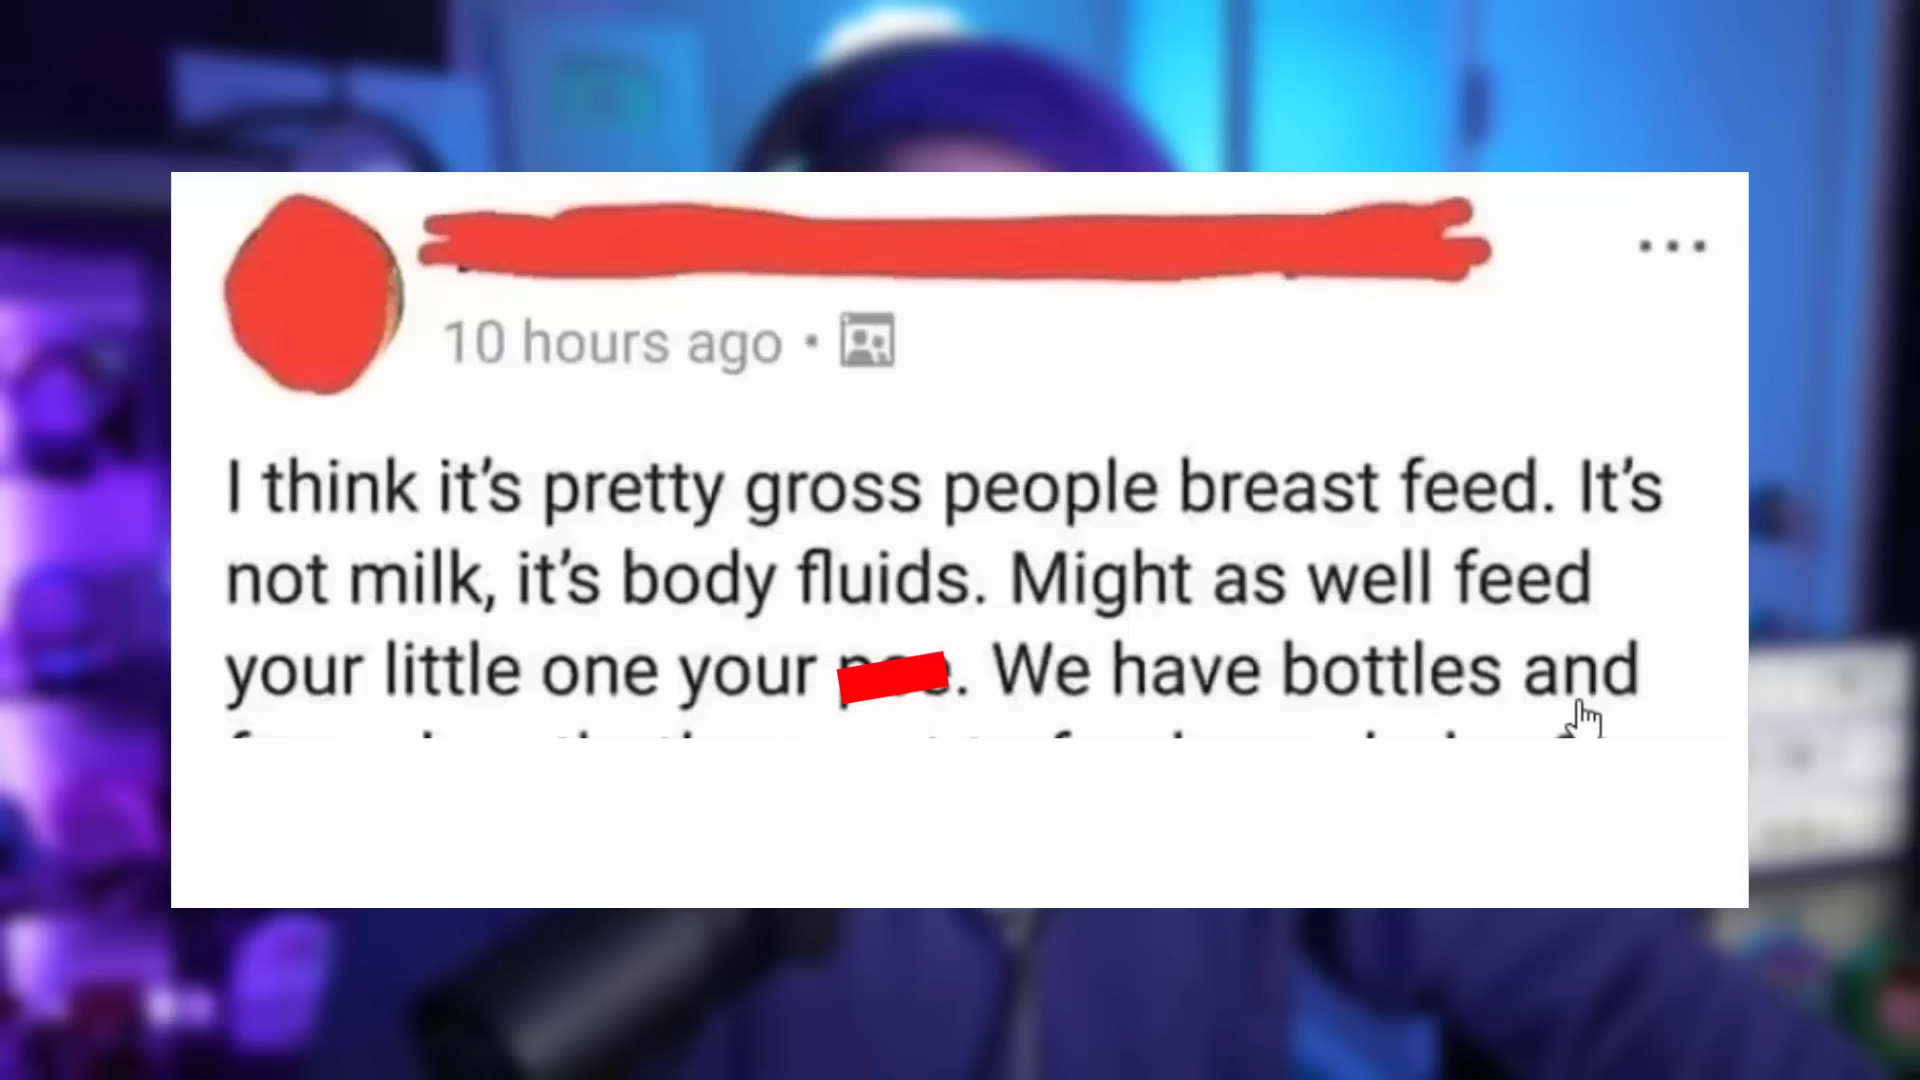 10 hours ago •
I think it’s pretty gross people breast feed. It’s
not milk, it’s body fluids. Might as well feed
your little one your . We have bottles and